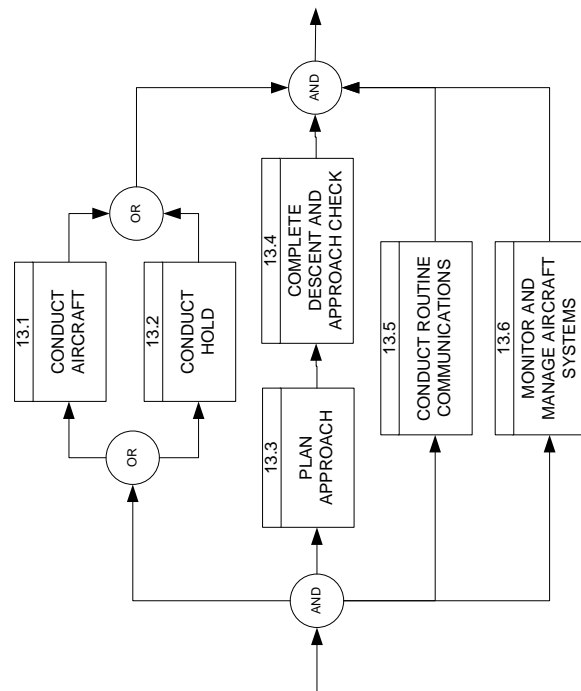 AND
OR
13.1
CONDUCT
AIRCRAFT
13.2
CONDUCT
HOLD
OR
13.3
PLAN
APPROACH
13.4
COMPLETE
DESCENT AND
APPROACH CHECK
13.5
CONDUCT ROUTINE
COMMUNICATIONS
13.6
MONITOR AND
MANAGE AIRCRAFT
SYSTEMS
AND